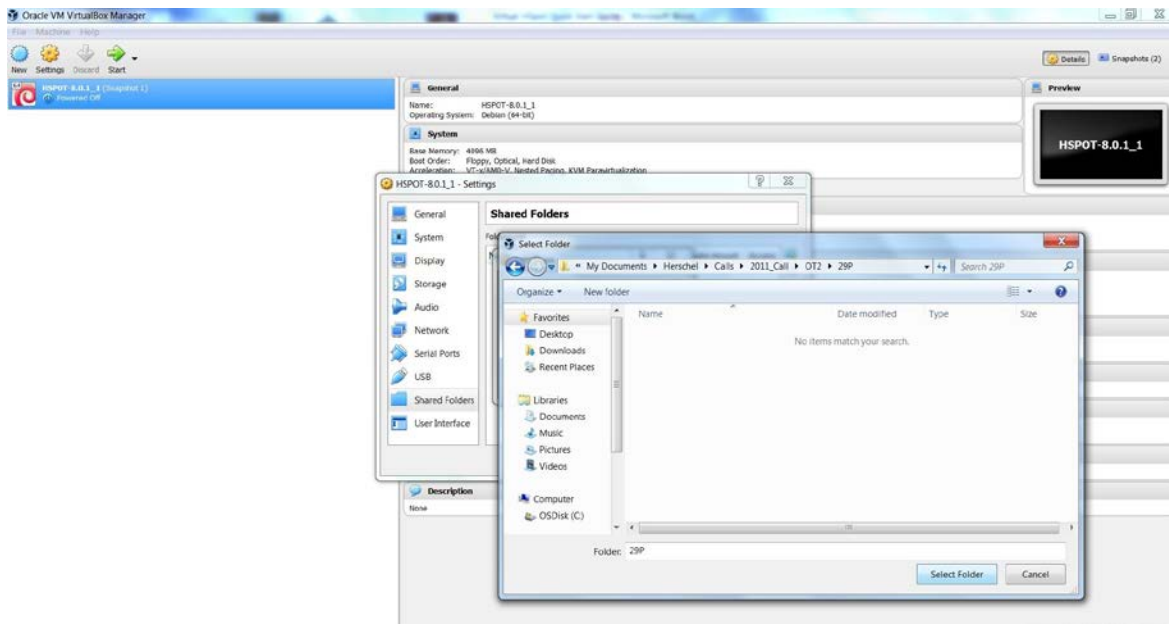 Oracle VM VirtualBox Manager
File Machine Help
New Settings Discard Start
Details Snapshots (2)
HSPOT-8.0.1_1 (Snapshot 1)
Powered Off
General
Name: HSPOT-8.0.1_1
Operating System: Debian (64-bit)
System
Base Memory: 4096 MB
Boot Order: Floppy, Optical, Hard Disk
Acceleration: VT-x/AMD-V, Nested Paging, KVM Paravirtualization
Preview
HSPOT-8.0.1_1
HSPOT-8.0.1_1 - Settings
General
System
Display
Storage
Audio
Network
Serial Ports
USB
Shared Folders
User Interface
Shared Folders
Select Folder
« My Documents Herschel Calls 2011_Call OT2 29P
Search 29P
Organize New folder
Favorites
Desktop
Downloads
Recent Places
Libraries
Documents
Music
Pictures
Videos
Computer
OSDisk (C:)
Name Date modified Type Size
No items match your search.
Folder: 29P
Select Folder Cancel
Description
None